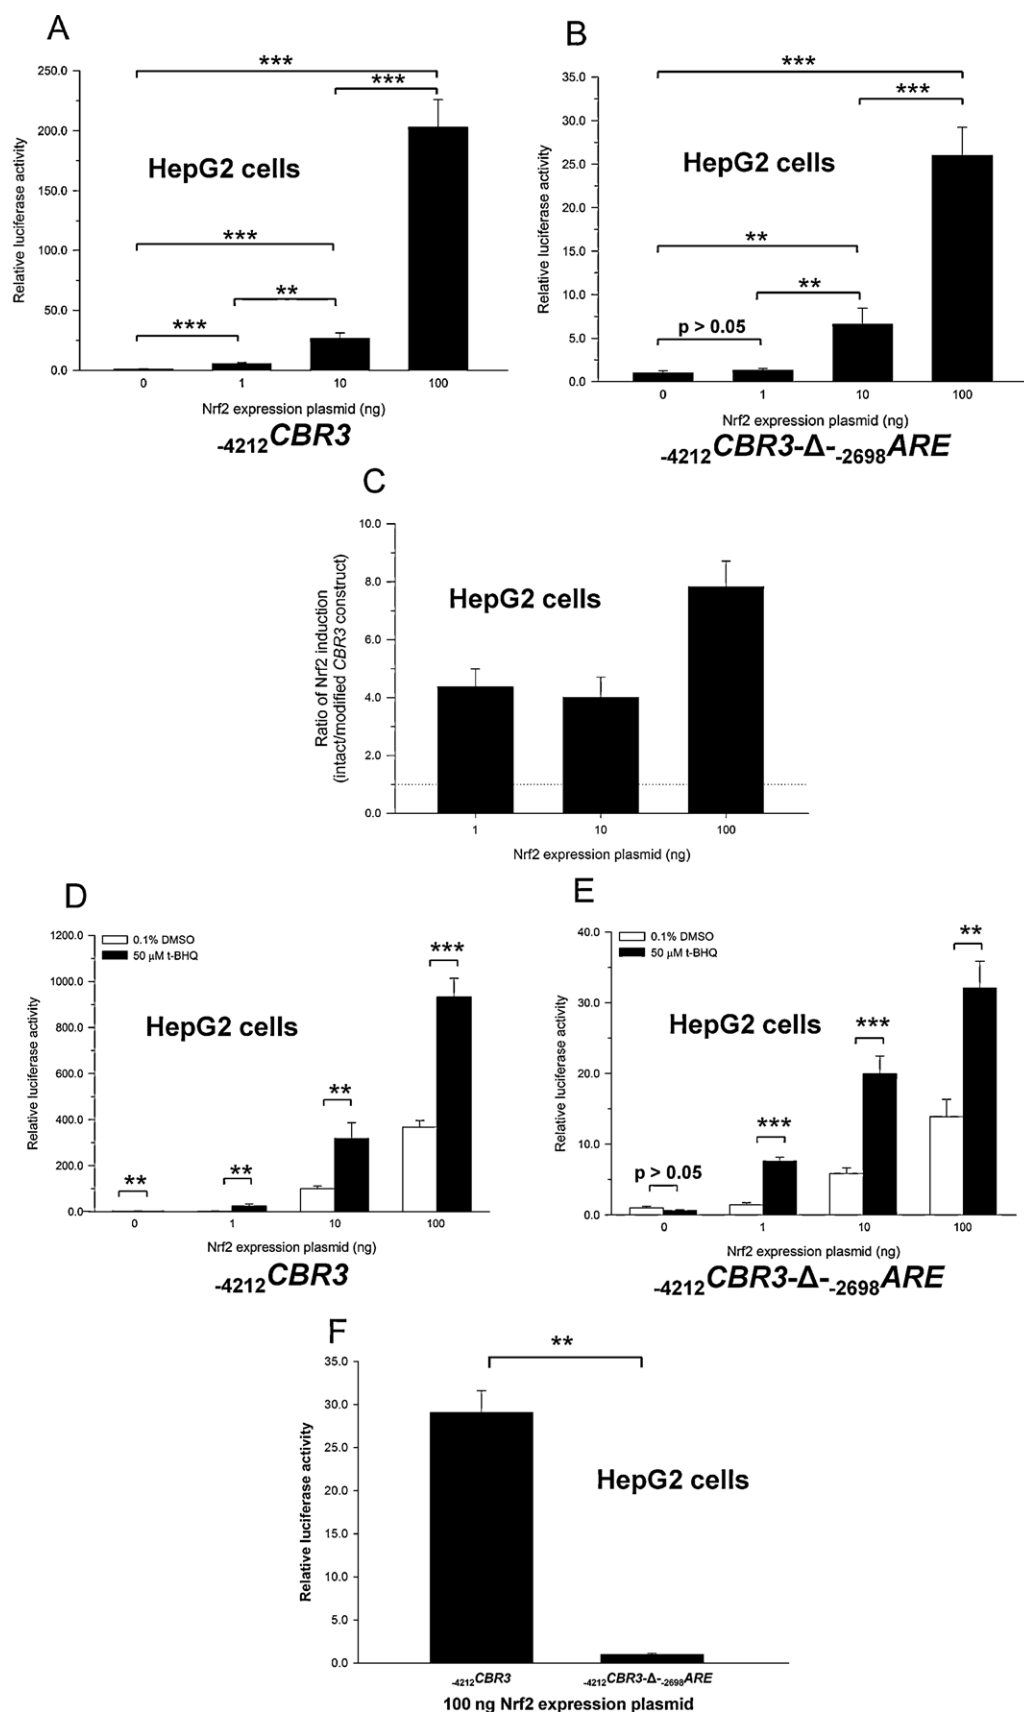 A
250.0
200.0
150.0
100.0
50.0
0.0
Relative luciferase activity
HepG2 cells
***
***
***
**
***
0 1 10 100
Nrf2 expression plasmid (ng)
-4212CBR3
B
35.0
30.0
25.0
20.0
15.0
10.0
5.0
0.0
Relative luciferase activity
HepG2 cells
***
***
**
**
p > 0.05
0 1 10 100
Nrf2 expression plasmid (ng)
-4212CBR3-Δ--2698ARE
C
10.0
8.0
6.0
4.0
2.0
0.0
Ratio of Nrf2 induction
(intact/modified CBR3 construct)
HepG2 cells
1 10 100
Nrf2 expression plasmid (ng)
D
1200.0
1000.0
800.0
600.0
400.0
200.0
0.0
Relative luciferase activity
0.1% DMSO
50 μM t-BHQ
HepG2 cells
***
**
**
**
0 1 10 100
Nrf2 expression plasmid (ng)
-4212CBR3
E
40.0
30.0
20.0
10.0
0.0
Relative luciferase activity
0.1% DMSO
50 μM t-BHQ
HepG2 cells
**
***
***
p > 0.05
0 1 10 100
Nrf2 expression plasmid (ng)
-4212CBR3-Δ--2698ARE
F
35.0
30.0
25.0
20.0
15.0
10.0
5.0
0.0
Relative luciferase activity
**
HepG2 cells
-4212CBR3 -4212CBR3-Δ--2698ARE
100 ng Nrf2 expression plasmid